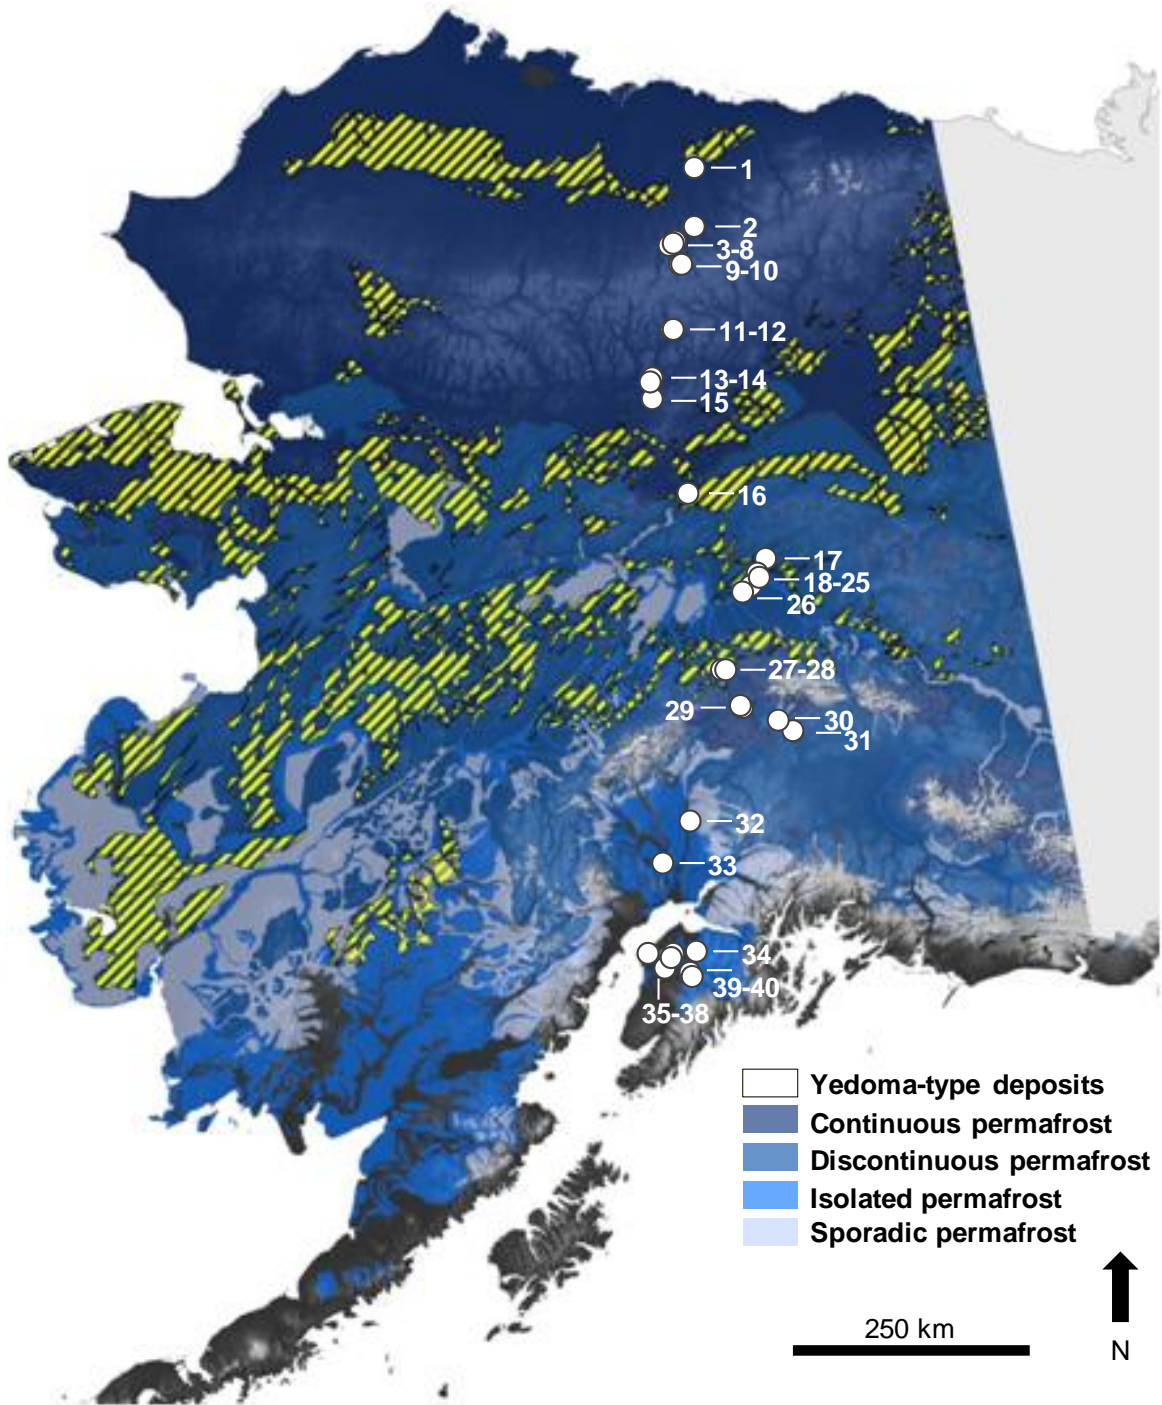 1
2
3-8
9-10
11-12
13-14
15
16
17
18-25
26
27-28
29
30
31
32
33
34
39-40
35-38
Yedoma-type deposits
Continuous permafrost
Discontinuous permafrost
Isolated permafrost
Sporadic permafrost
250 km
N